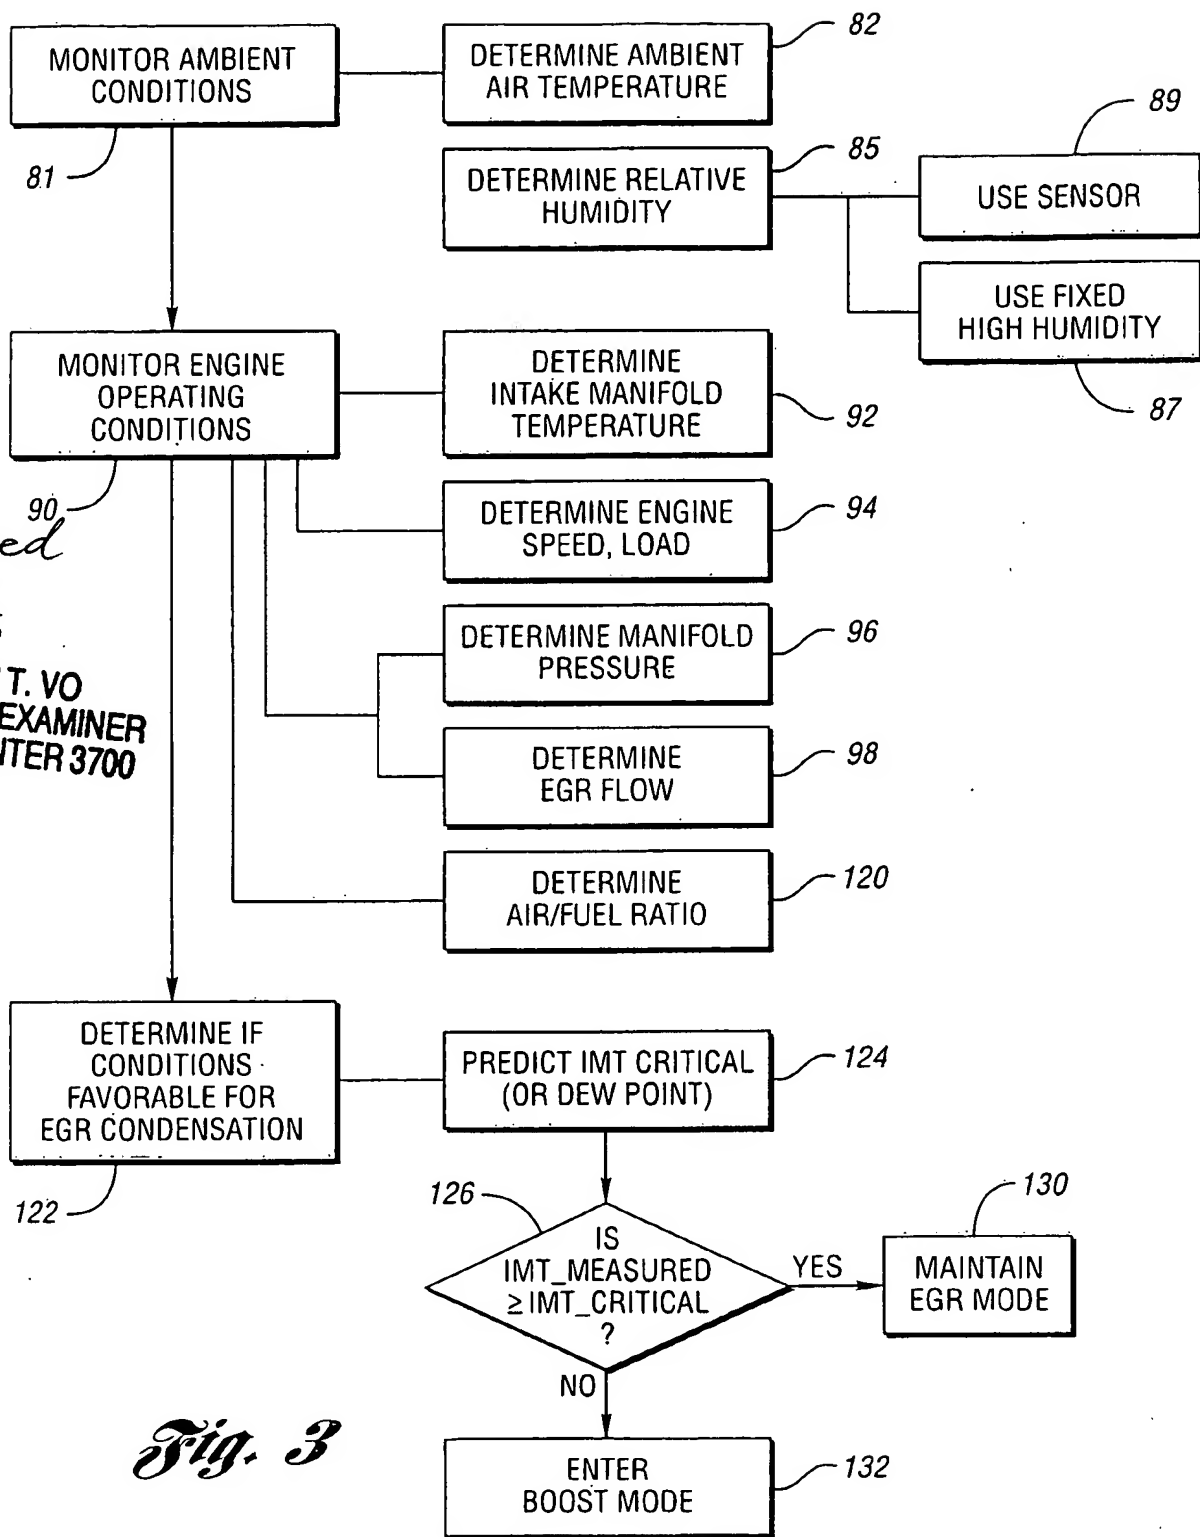 MONITOR AMBIENT
CONDITIONS
81
DETERMINE AMBIENT
AIR TEMPERATURE
82
DETERMINE RELATIVE
HUMIDITY
85
USE SENSOR
89
USE FIXED
HIGH HUMIDITY
87
MONITOR ENGINE
OPERATING
CONDITIONS
90
DETERMINE
INTAKE MANIFOLD
TEMPERATURE
92
DETERMINE ENGINE
SPEED, LOAD
94
DETERMINE MANIFOLD
PRESSURE
96
DETERMINE
EGR FLOW
98
DETERMINE
AIR/FUEL RATIO
120
ed
T. VO
EXAMINER
NTER 3700
DETERMINE IF
CONDITIONS
FAVORABLE FOR
EGR CONDENSATION
122
PREDICT IMT CRITICAL
(OR DEW POINT)
124
126
IS
IMT_MEASURED
≥ IMT_CRITICAL
?
YES
130
MAINTAIN
EGR MODE
NO
ENTER
BOOST MODE
132
Fig. 3